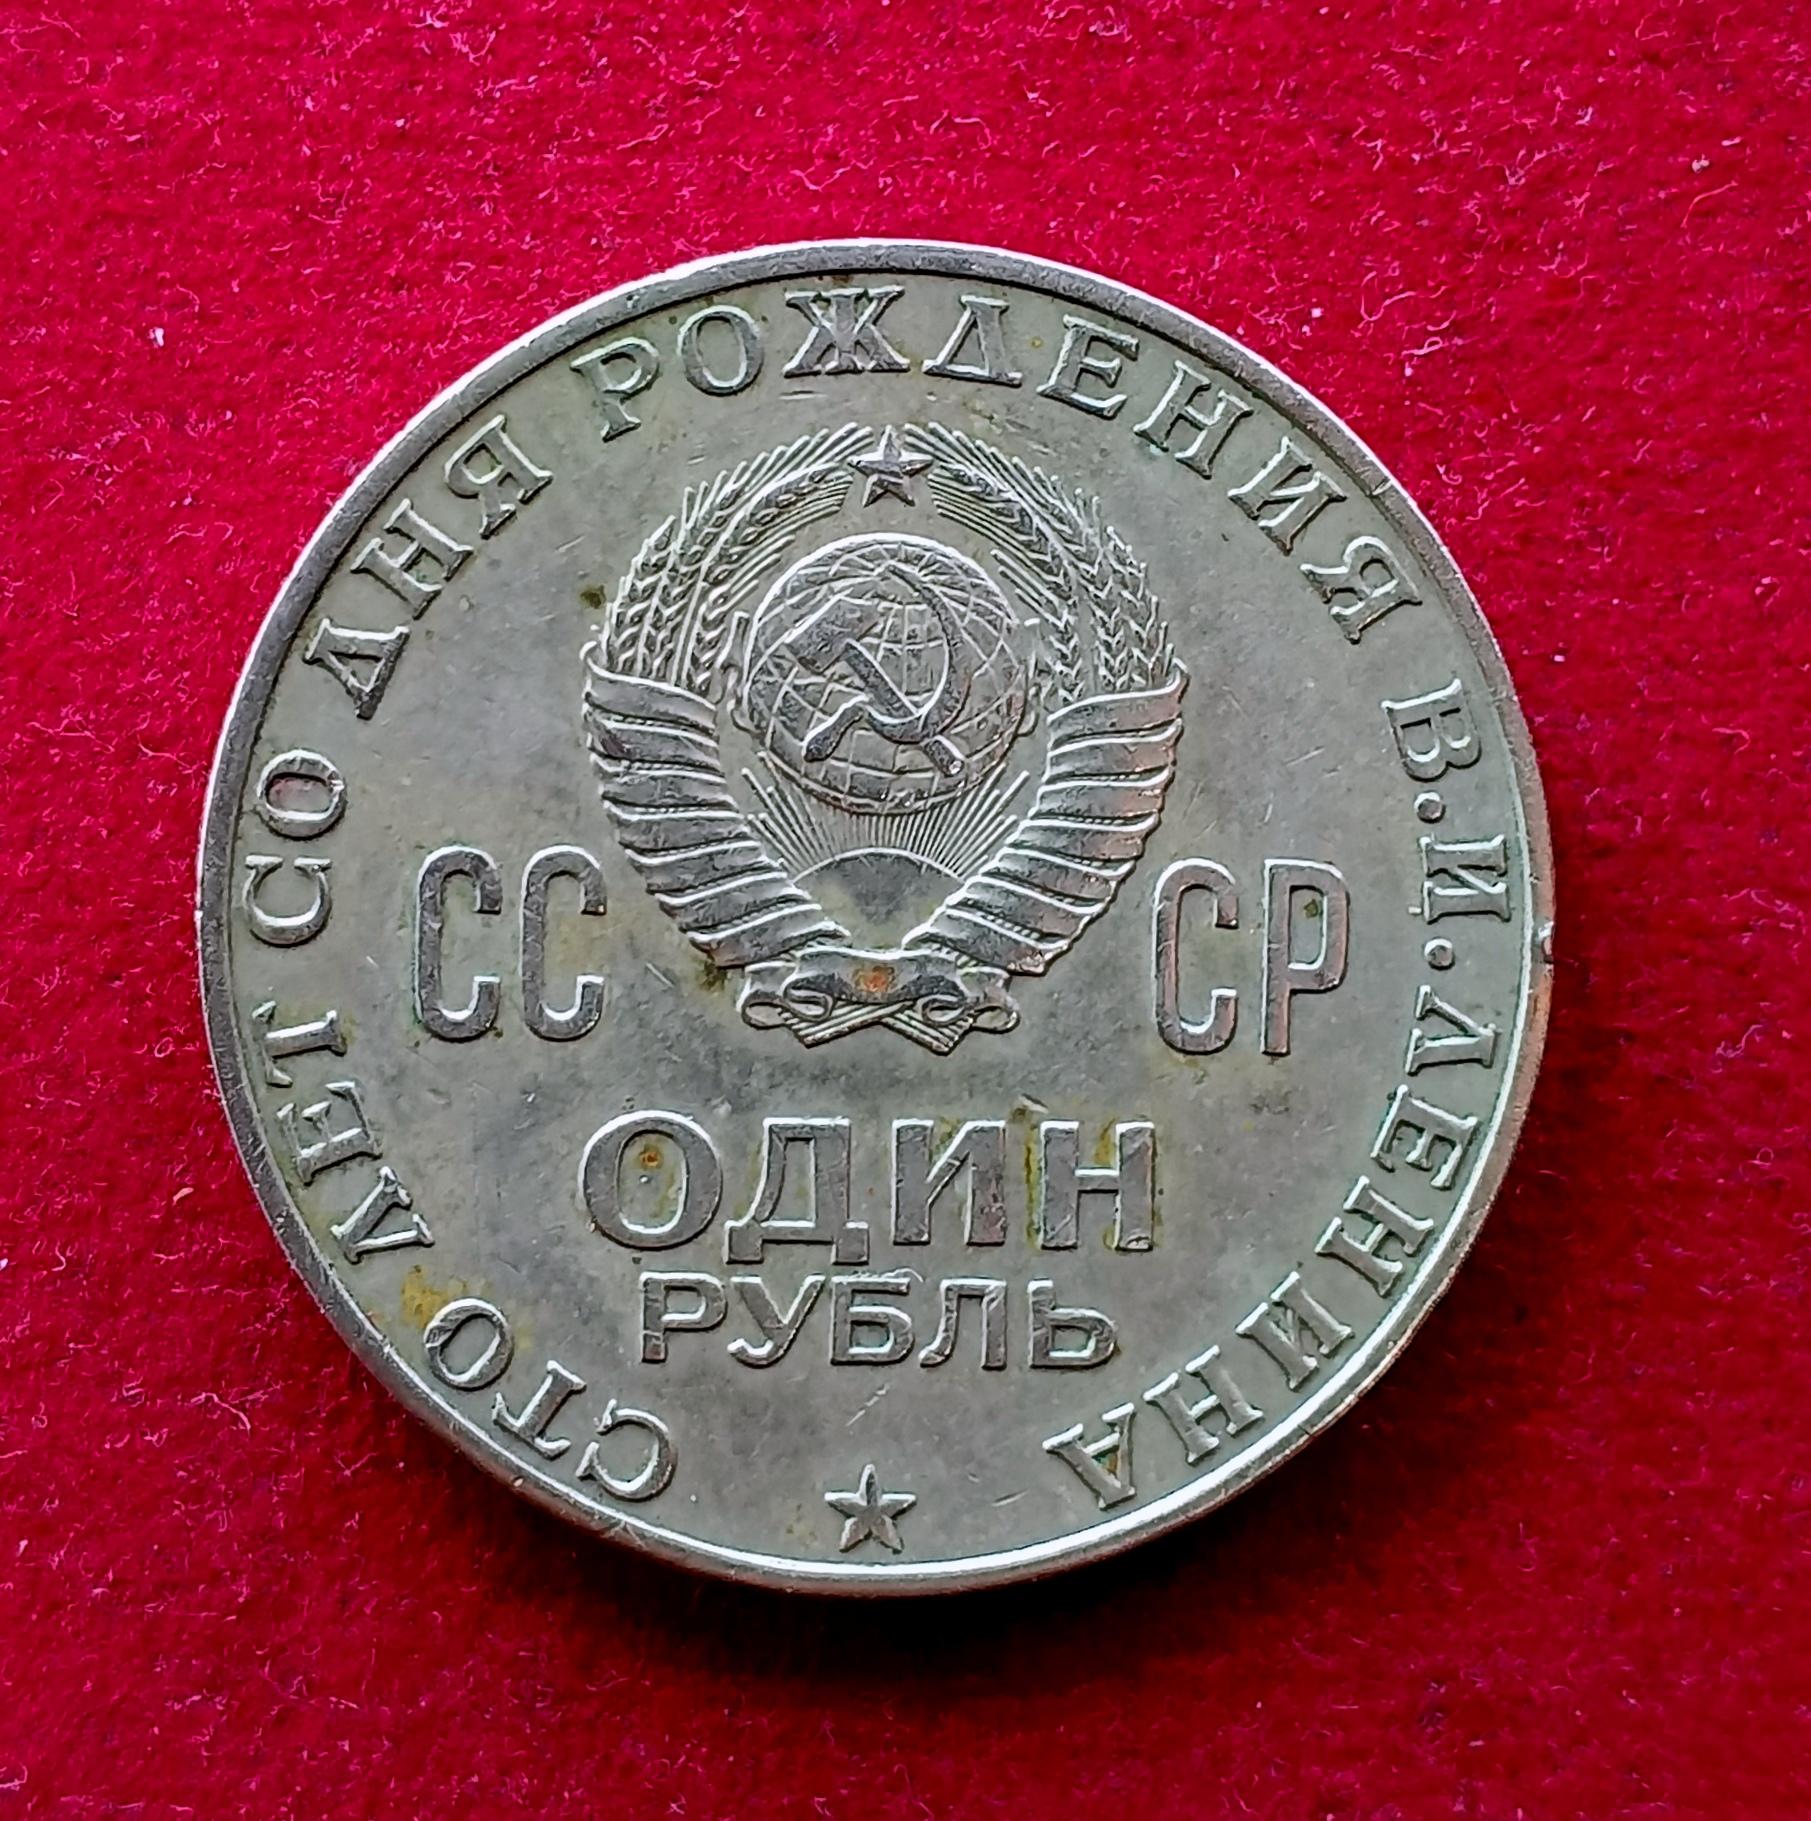 СТО ЛЕТ СО ДНЯ РОЖДЕНИЯ В.И.ЛЕНИНА
СС СР
ОДИН
РУБЛЬ